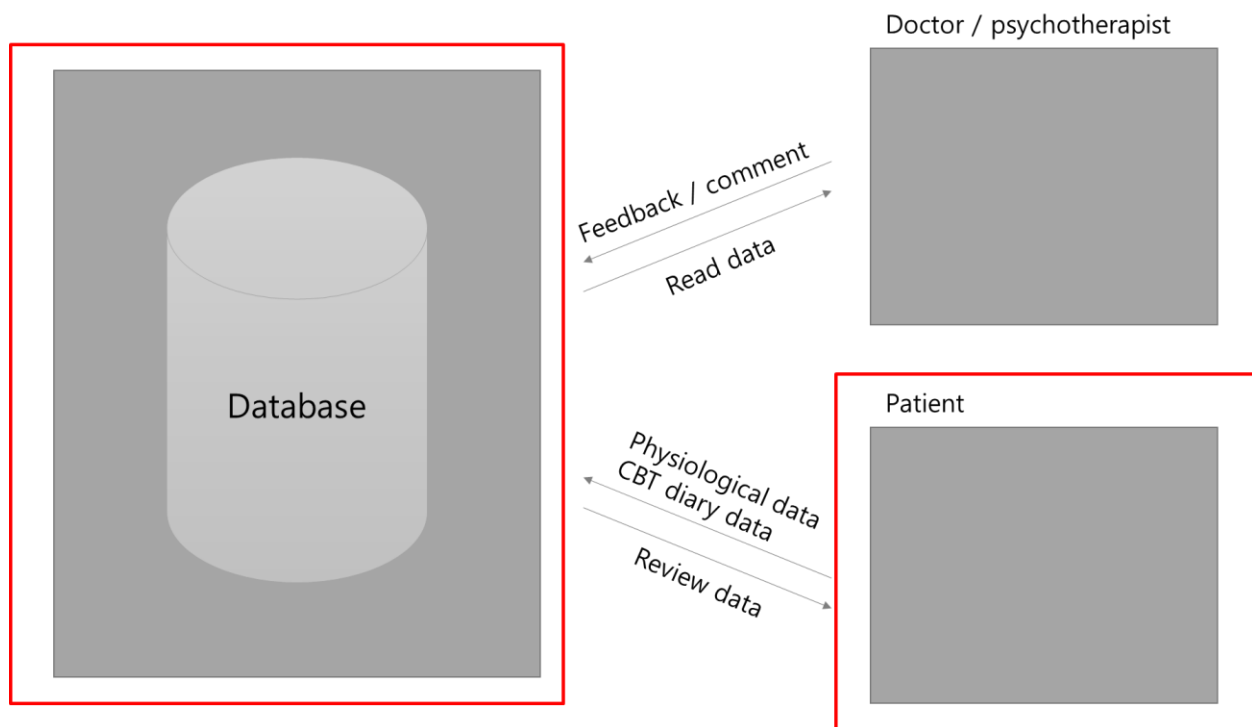 Doctor / psychotherapist
Feedback / comment
Read data
Database
Patient
Physiological data
CBT diary data
Review data